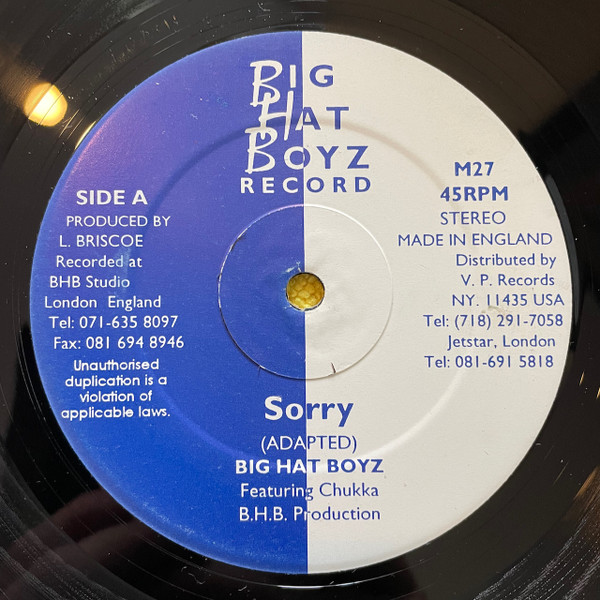 BIG
HAT
BOYZ
RECORD
SIDE A
PRODUCED BY
L. BRISCOE
Recorded at
BHB Studio
London England
Tel: 071-635 8097
Fax: 081 694 8946
Unauthorised
duplication is a
violation of
applicable laws.
M27
45RPM
STEREO
MADE IN ENGLAND
Distributed by
V. P. Records
NY. 11435 USA
Tel: (718) 291-7058
Jetstar, London
Tel: 081-691 5818
Sorry
(ADAPTED)
BIG HAT BOYZ
Featuring Chukka
B.H.B. Production